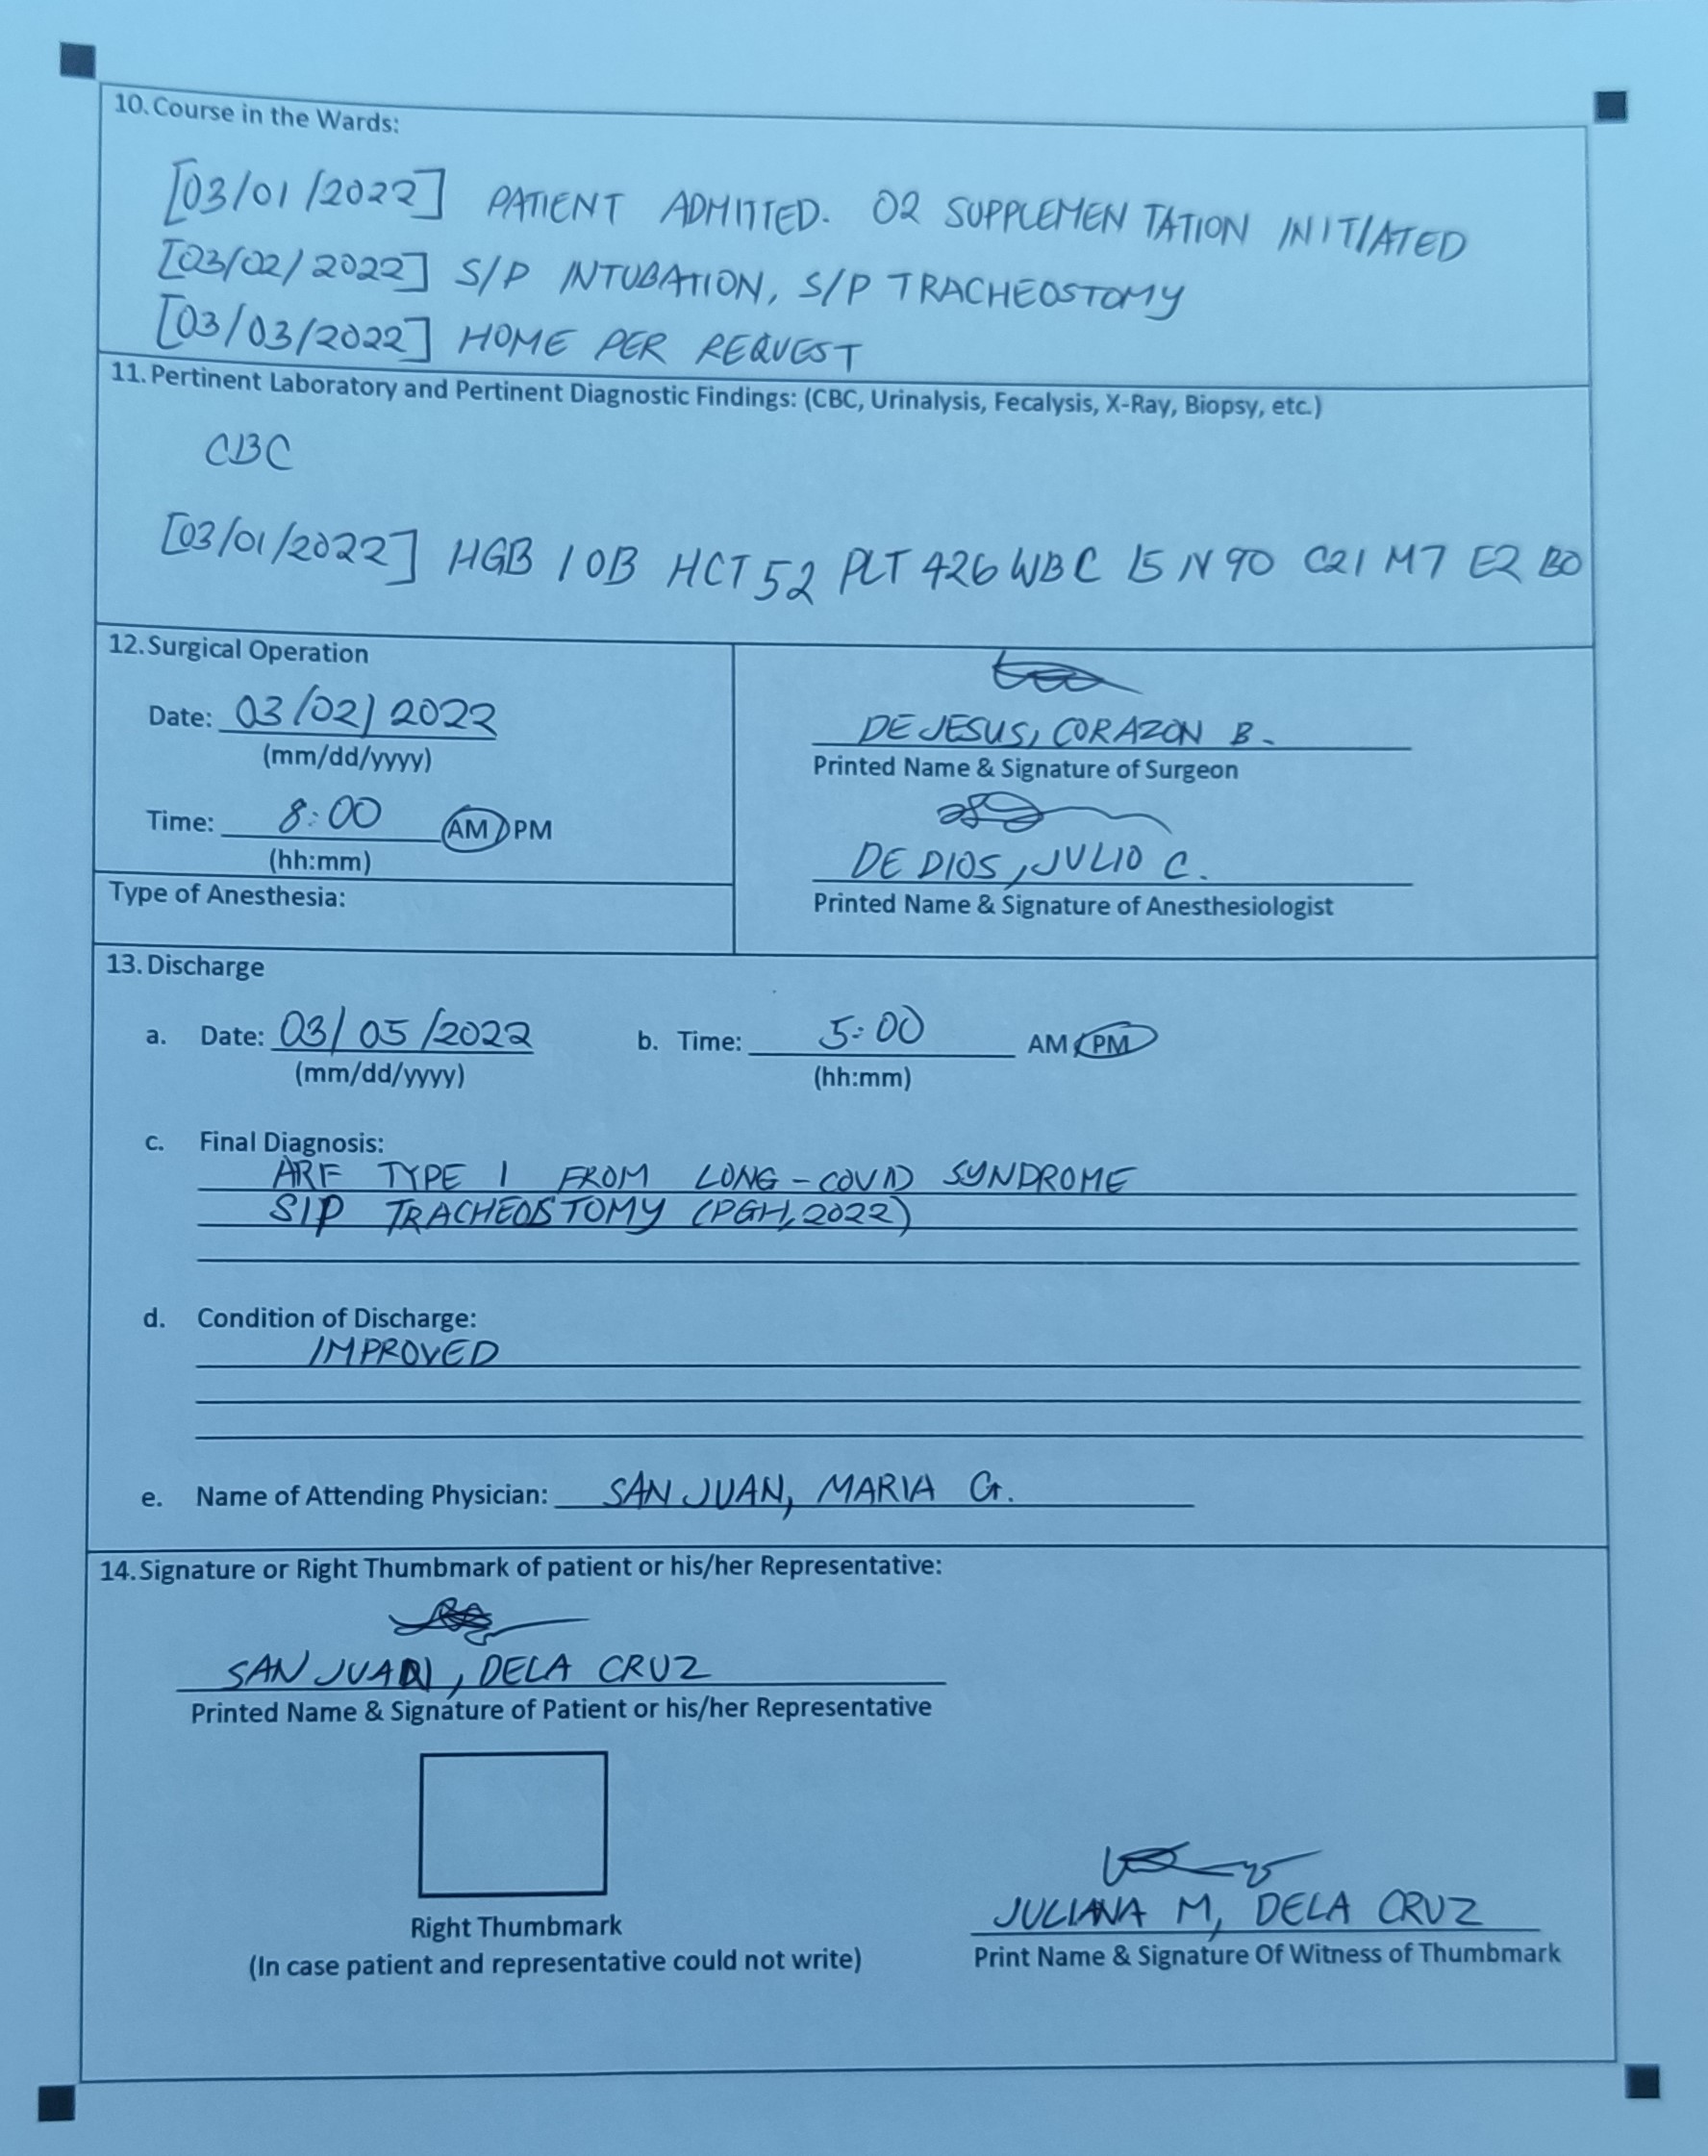 10. Course in the Wards:
[03/01/2022] PATIENT ADMITTED. O2 SUPPLEMENTATION INITIATED
[03/02/2022] S/P INTUBATION, S/P TRACHEOSTOMY
[03/03/2022] HOME PER REQUEST
11. Pertinent Laboratory and Pertinent Diagnostic Findings: (CBC, Urinalysis, Fecalysis, X-Ray, Biopsy, etc.)
CBC
[03/01/2022] HGB 10B HCT 52 PLT 426 WBC 15 N 90 C21 M7 E2 B0
12. Surgical Operation
Date: 03/02/2022
(mm/dd/yyyy)
Time: 8:00 AM PM
(hh:mm)
Type of Anesthesia:
DE JESUS, CORAZON B.
Printed Name & Signature of Surgeon
DE DIOS, JULIO C.
Printed Name & Signature of Anesthesiologist
13. Discharge
a. Date: 03/05/2022 b. Time: 5:00 AM PM
(mm/dd/yyyy) (hh:mm)
c. Final Diagnosis:
ARF TYPE 1 FROM LONG-COVID SYNDROME
S/P TRACHEOSTOMY (PGH, 2022)
d. Condition of Discharge:
IMPROVED
e. Name of Attending Physician: SAN JUAN, MARIA G.
14. Signature or Right Thumbmark of patient or his/her Representative:
SAN JUAN, DELA CRUZ
Printed Name & Signature of Patient or his/her Representative
Right Thumbmark
(In case patient and representative could not write)
JULIANA M, DELA CRUZ
Print Name & Signature Of Witness of Thumbmark